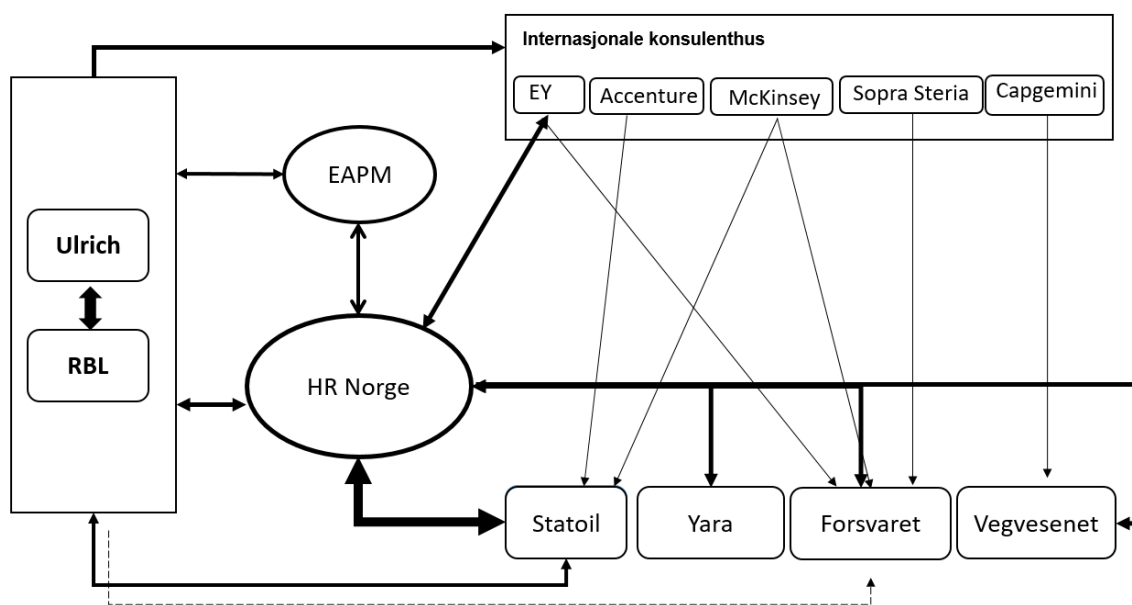 Internasjonale konsulenthus
EY
Accenture
McKinsey
Sopra Steria
Capgemini
EAPM
Ulrich
RBL
HR Norge
Statoil
Yara
Forsvaret
Vegvesenet